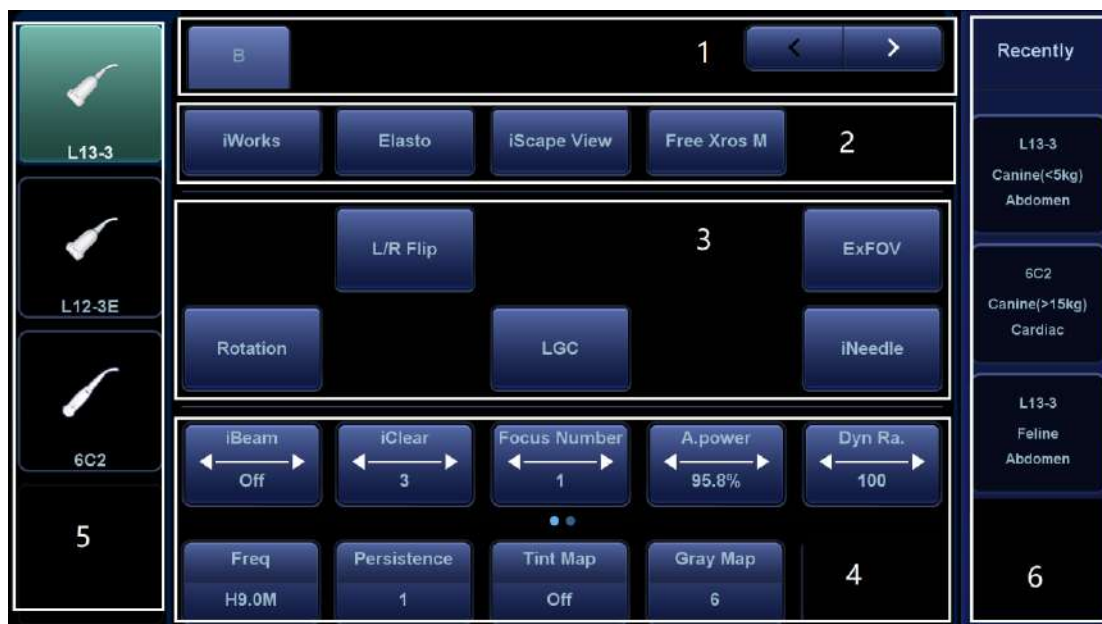 L13-3
L12-3E
6C2
5
B
1
<
>
iWorks
Elasto
iScape View
Free Xros M
2
L/R Flip
3
ExFOV
Rotation
LGC
iNeedle
iBeam
Off
iClear
3
Focus Number
1
A.power
95.8%
Dyn Ra.
100
Freq
H9.0M
Persistence
1
Tint Map
Off
Gray Map
6
4
Recently
L13-3
Canine(<5kg)
Abdomen
6C2
Canine(>15kg)
Cardiac
L13-3
Feline
Abdomen
6